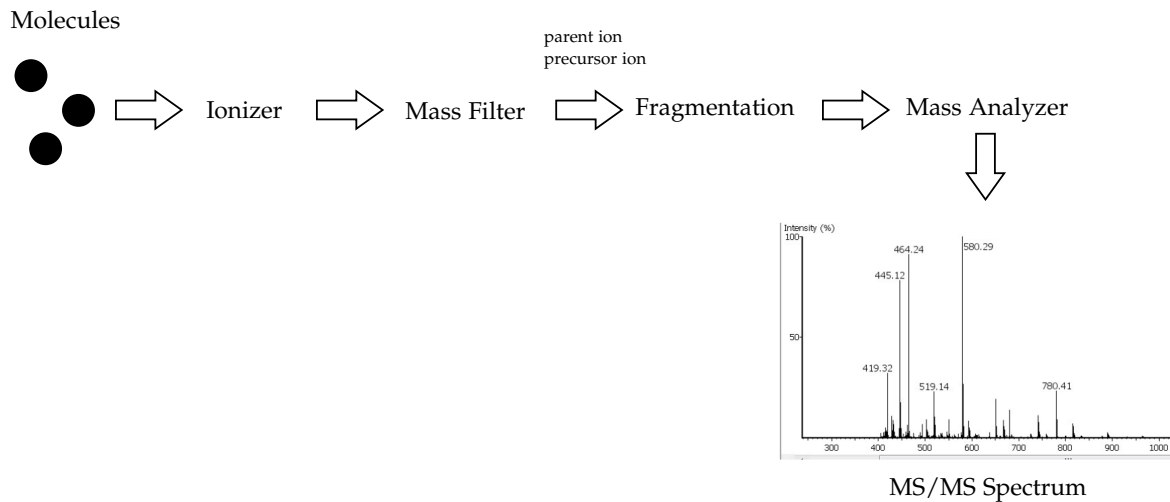 Molecules
parent ion
precursor ion
Ionizer
Mass Filter
Fragmentation
Mass Analyzer
Intensity (%)
100
580.29
464.24
445.12
50
419.32
519.14
780.41
300 400 500 600 700 800 900 1000
MS/MS Spectrum